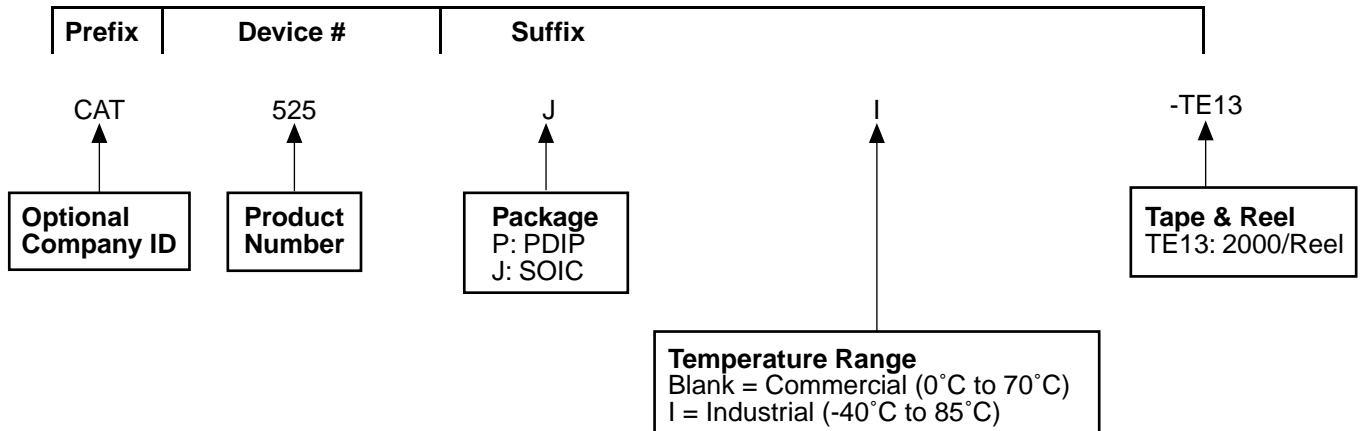 Prefix Device # Suffix
CAT 525 J I -TE13
Optional
Company ID
Product
Number
Package
P: PDIP
J: SOIC
Tape & Reel
TE13: 2000/Reel
Temperature Range
Blank = Commercial (0˚C to 70˚C)
I = Industrial (-40˚C to 85˚C)